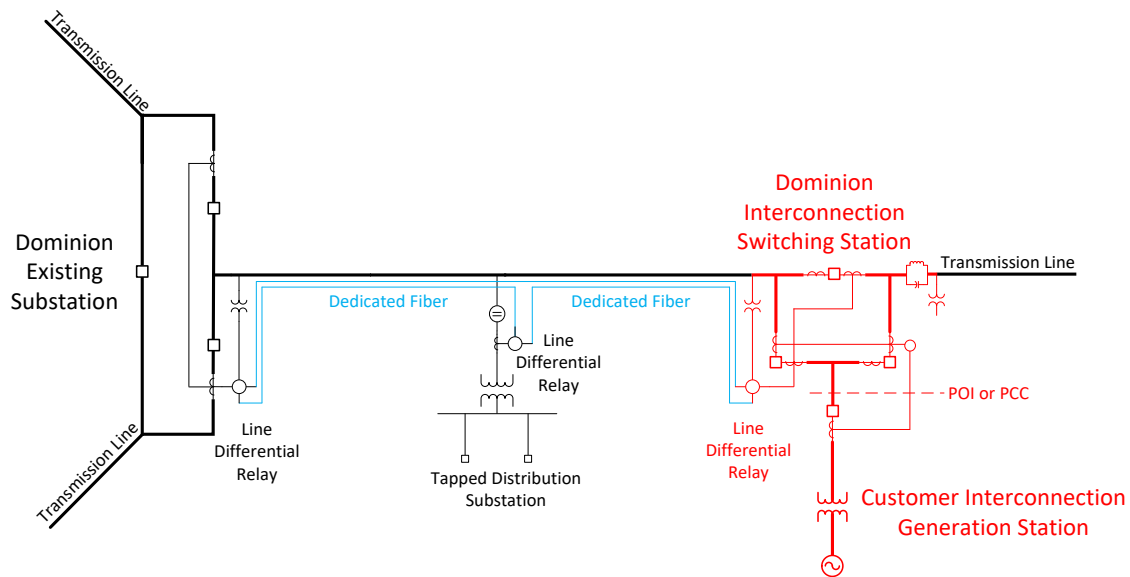 Transmission Line
Dominion
Interconnection
Switching Station
Dominion
Existing
Substation
Transmission Line
Dedicated Fiber
Dedicated Fiber
Line
Differential
Relay
POI or PCC
Line
Differential
Relay
Line
Differential
Relay
Tapped Distribution
Substation
Transmission Line
Customer Interconnection
Generation Station